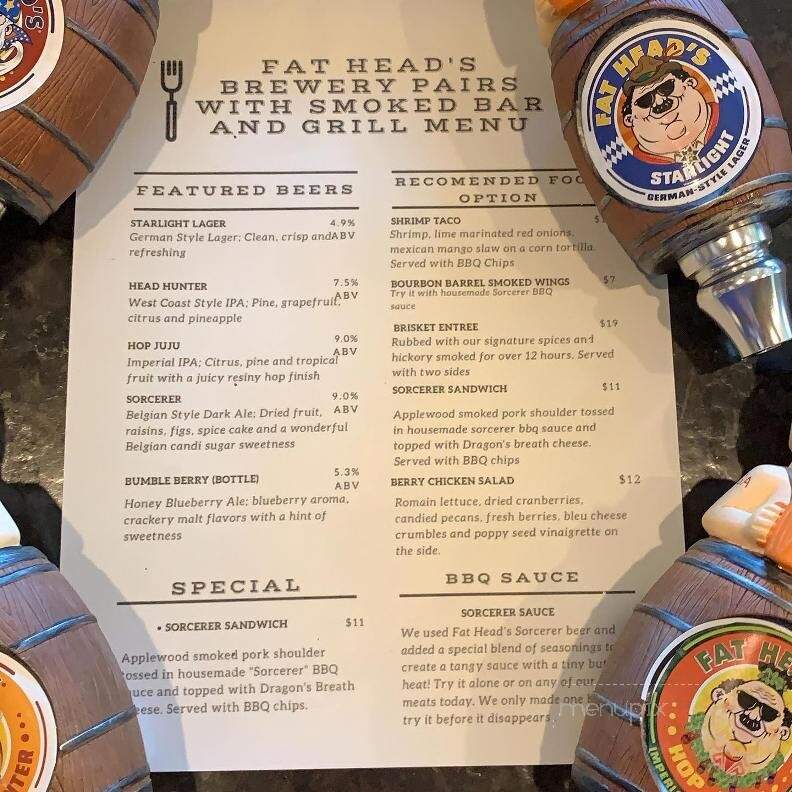 FAT HEAD'S
BREWERY PAIRS
WITH SMOKED BAR
AND GRILL MENU
FEATURED BEERS
STARLIGHT LAGER 4.9%
German Style Lager; Clean, crisp and ABV
refreshing
HEAD HUNTER 7.5%
ABV
West Coast Style IPA; Pine, grapefruit,
citrus and pineapple
HOP JUJU 9.0%
ABV
Imperial IPA; Citrus, pine and tropical
fruit with a juicy resiny hop finish
SORCERER 9.0%
Belgian Style Dark Ale; Dried fruit, ABV
raisins, figs, spice cake and a wonderful
Belgian candi sugar sweetness
BUMBLE BERRY (BOTTLE) 5.3%
ABV
Honey Blueberry Ale; blueberry aroma,
crackery malt flavors with a hint of
sweetness
SPECIAL
• SORCERER SANDWICH $11
Applewood smoked pork shoulder
tossed in housemade "Sorcerer" BBQ
sauce and topped with Dragon's Breath
cheese. Served with BBQ chips.
RECOMENDED FOO
OPTION
SHRIMP TACO $
Shrimp, lime marinated red onions,
mexican mango slaw on a corn tortilla.
Served with BBQ Chips
BOURBON BARREL SMOKED WINGS $7
Try it with housemade Sorcerer BBQ
sauce
BRISKET ENTREE $19
Rubbed with our signature spices and
hickory smoked for over 12 hours. Served
with two sides
SORCERER SANDWICH $11
Applewood smoked pork shoulder tossed
in housemade sorcerer bbq sauce and
topped with Dragon's breath cheese.
Served with BBQ chips
BERRY CHICKEN SALAD $12
Romain lettuce, dried cranberries,
candied pecans, fresh berries, bleu cheese
crumbles and poppy seed vinaigrette on
the side.
BBQ SAUCE
SORCERER SAUCE
We used Fat Head's Sorcerer beer and
added a special blend of seasonings to
create a tangy sauce with a tiny but
heat! Try it alone or on any of our
meats today. We only made one
try it before it disappears
menupix
FAT HEAD'S
STARLIGHT
GERMAN-STYLE LAGER
FAT HEA
HOP
IMPERI
NTER
'S